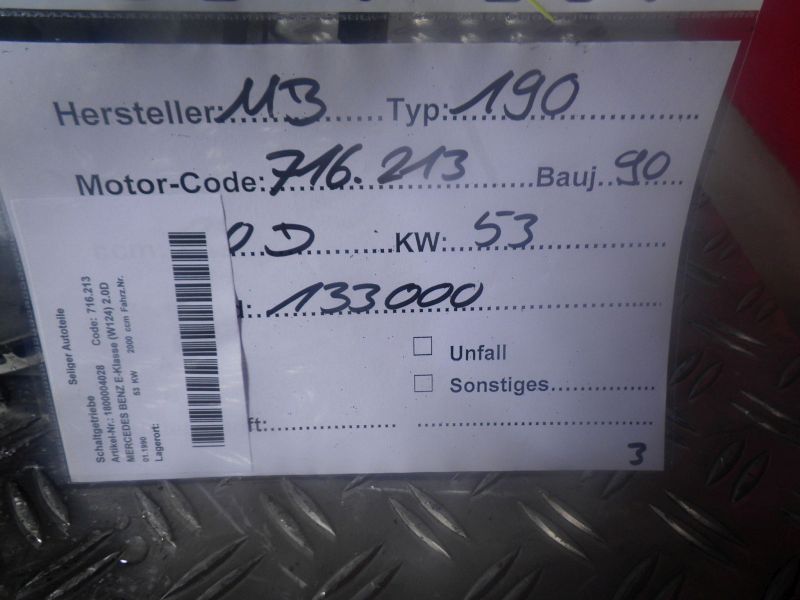 Hersteller: MB Typ: 190
Motor-Code: 716.213 Bauj. 90
0 D KW: 53
133000
Unfall
Sonstiges
3
Seliger Autoteile
Schaltgetriebe Code: 716.213
Artikel-Nr.: 1800004028
MERCEDES BENZ E-Klasse (W124) 2.0D
53 KW 2000 ccm Fahrz.Nr.
01.1990
Lagerort: